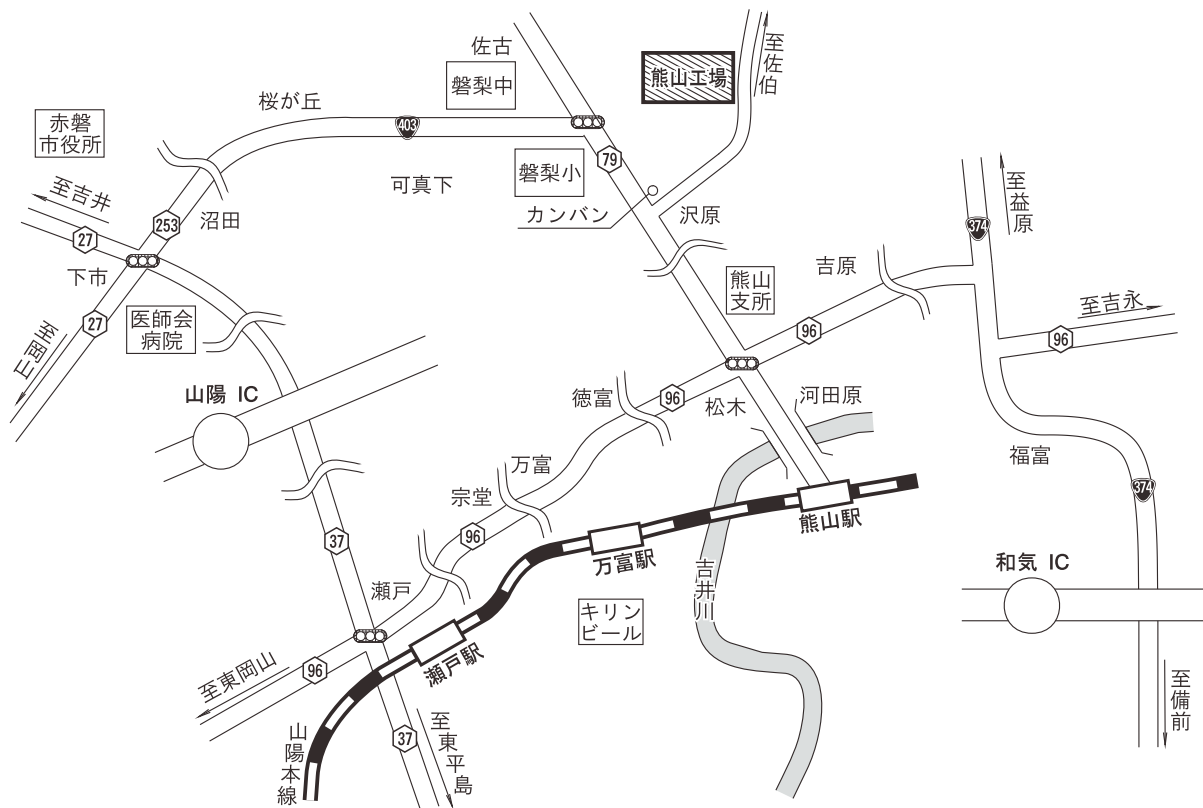 佐古
熊山工場
至佐伯
磐梨中
桜が丘
赤磐
市役所
403
79
磐梨小
可真下
カンバン
沢原
至吉井
253
沼田
27
下市
27
至岡山
医師会
病院
熊山
支所
吉原
374
至益原
96
至吉永
96
山陽 IC
徳富
96
松木
河田原
福富
374
万富
宗堂
96
熊山駅
万富駅
37
瀬戸
吉井川
和気 IC
キリン
ビール
瀬戸駅
至東岡山
96
山陽本線
37
至東平島
至備前